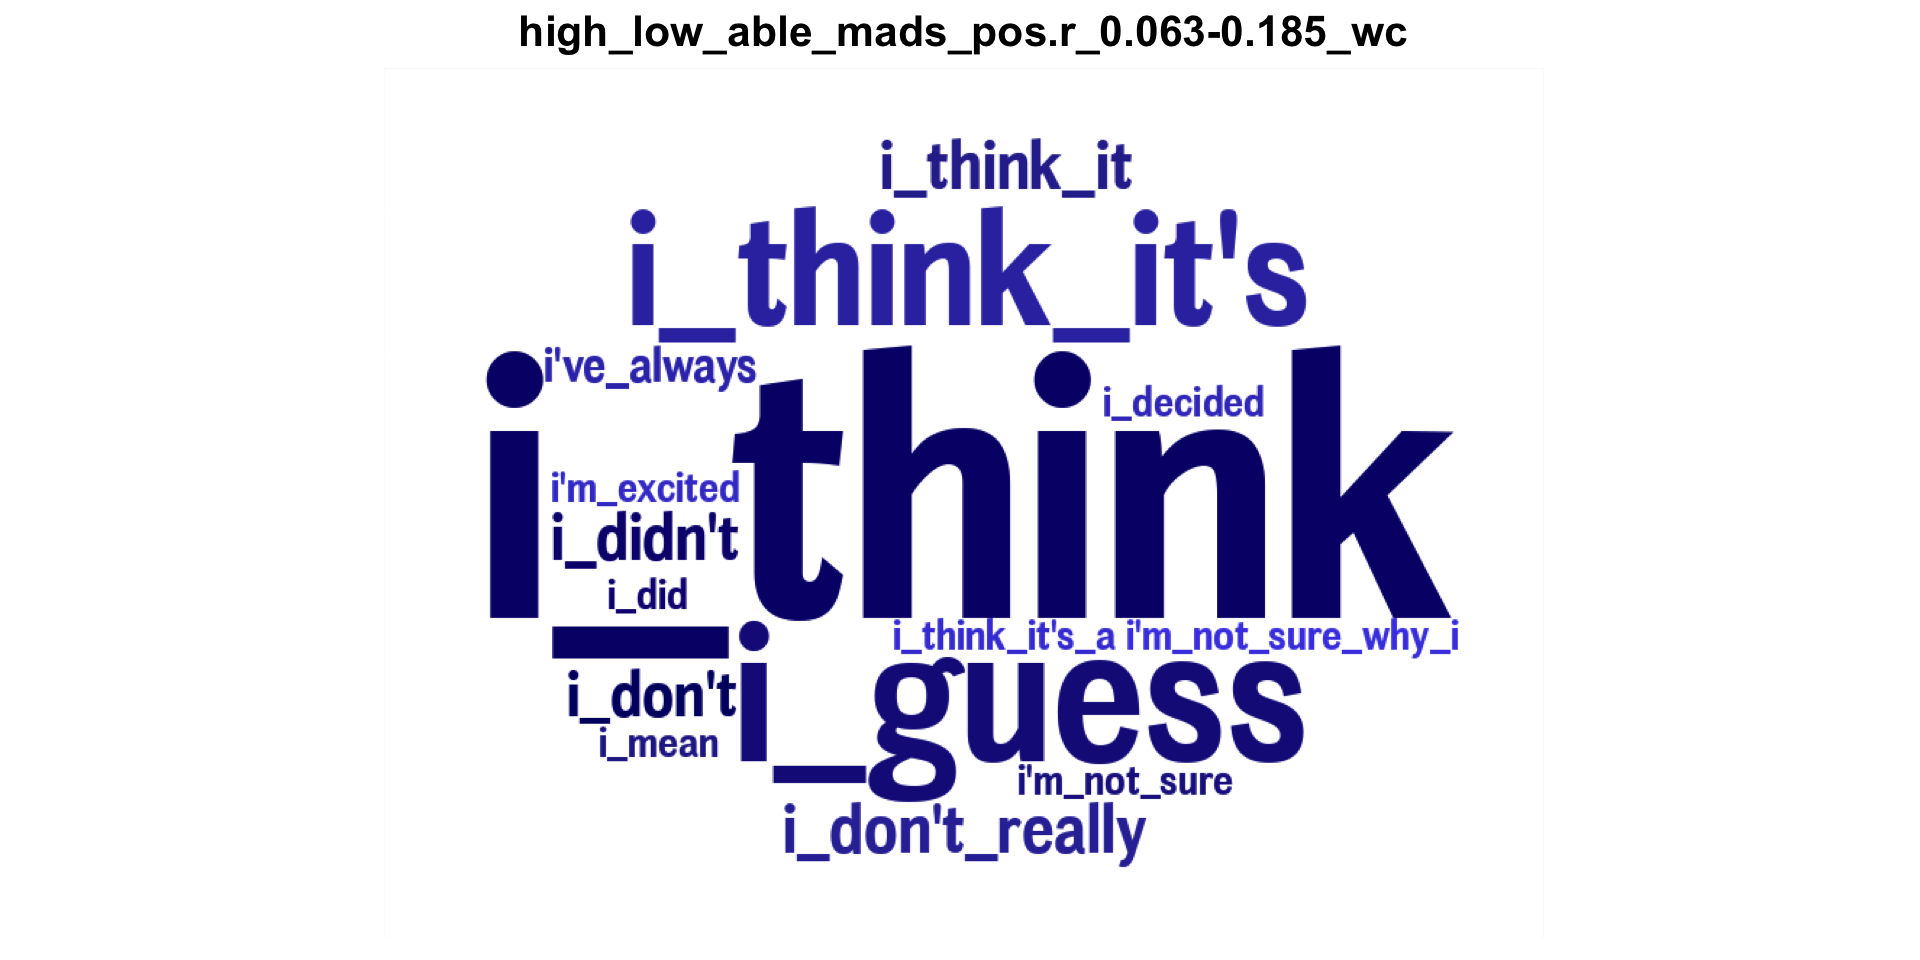 high_low_able_mads_pos.r_0.063-0.185_wc
i_think_it
i_think_it's
i've_always
i_think
i_decided
i'm_excited
i_didn't
i_did
i_think_it's_a i'm_not_sure_why_i
i_guess
i_don't
i_mean
i'm_not_sure
i_don't_really